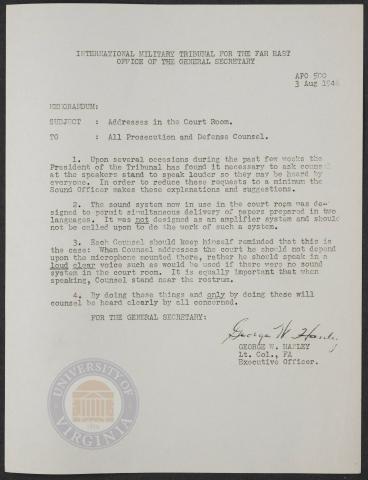 INTERNATIONAL MILITARY TRIBUNAL FOR THE FAR EAST
OFFICE OF THE GENERAL SECRETARY
APO 500
3 Aug 1946
MEMORANDUM:
SUBJECT : Addresses in the Court Room.
TO : All Prosecution and Defense Counsel.
1. Upon several occasions during the past few weeks the
President of the Tribunal has found it necessary to ask counsel
at the speakers stand to speak louder so they may be heard by
everyone. In order to reduce these requests to a minimum the
Sound Officer makes these explanations and suggestions.
2. The sound system now in use in the court room was de-
signed to permit simultaneous delivery of papers prepared in two
languages. It was not designed as an amplifier system and should
not be called upon to do the work of such a system.
3. Each Counsel should keep himself reminded that this is
the case: When Counsel addresses the court he should not depend
upon the microphone mounted there, rather he should speak in a
loud clear voice such as would be used if there were no sound
system in the court room. It is equally important that when
speaking, Counsel stand near the rostrum.
4. By doing these things and only by doing these will
counsel be heard clearly by all concerned.
FOR THE GENERAL SECRETARY:
George W. Hanley
GEORGE W. HANLEY
Lt. Col., FA
Executive Officer.
UNIVERSITY OF
VIRGINIA